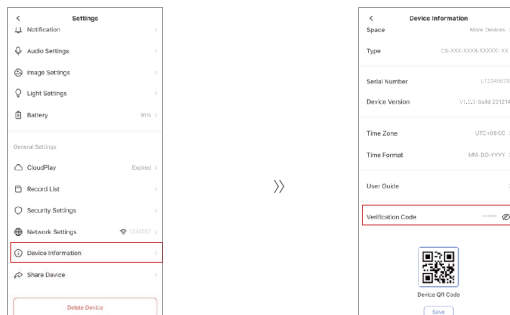 Settings
Notification
Audio Settings
Image Settings
Light Settings
Battery
General Settings
CloudPlay Expired
Record List
Security Settings
Network Settings
Device Information
Share Device
Delete Device
Device Information
Space More Devices
Type
Serial Number
Device Version
Time Zone UTC+08:00
Time Format MM-DD-YYYY
User Guide
Verification Code ******
Device QR Code
Save